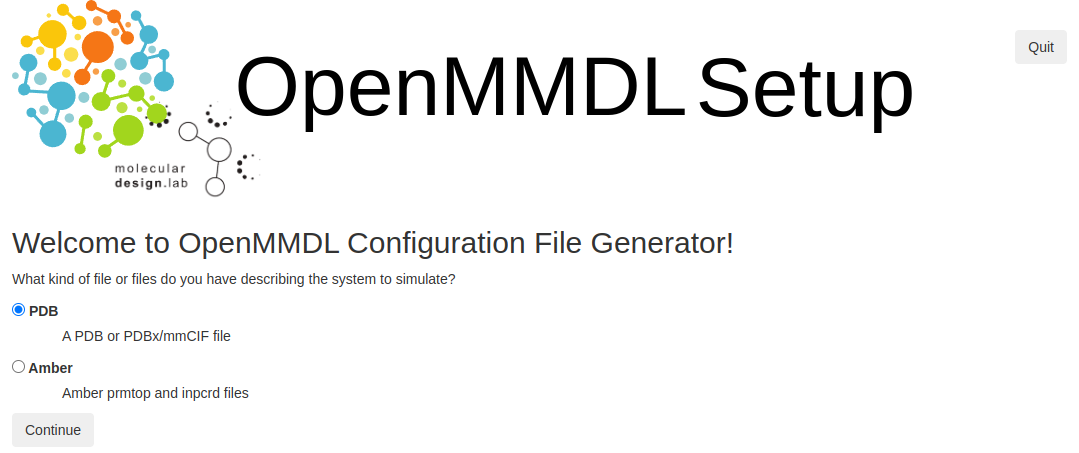 Quit
OpenMMDL Setup
molecular
design.lab
Welcome to OpenMMDL Configuration File Generator!
What kind of file or files do you have describing the system to simulate?
PDB
A PDB or PDBx/mmCIF file
Amber
Amber prmtop and inpcrd files
Continue